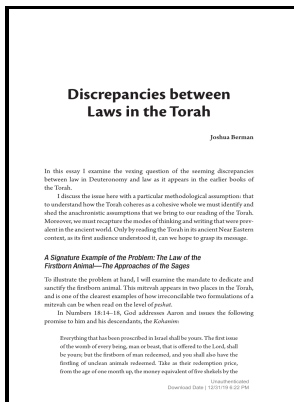 Discrepancies between
Laws in the Torah
Joshua Berman
In this essay I examine the vexing question of the seeming discrepancies
between law in Deuteronomy and law as it appears in the earlier books of
the Torah.
I discuss the issue here with a particular methodological assumption: that
to understand how the Torah coheres as a cohesive whole we must identify and
shed the anachronistic assumptions that we bring to our reading of the Torah.
Moreover, we must recapture the modes of thinking and writing that were prev-
alent in the ancient world. Only by reading the Torah in its ancient Near Eastern
context, as its first audience understood it, can we hope to grasp its message.
A Signature Example of the Problem: The Law of the
Firstborn Animal—The Approaches of the Sages
To illustrate the problem at hand, I will examine the mandate to dedicate and
sanctify the firstborn animal. This mitzvah appears in two places in the Torah,
and is one of the clearest examples of how irreconcilable two formulations of a
mitzvah can be when read on the level of peshat.
In Numbers 18:14–18, God addresses Aaron and issues the following
promise to him and his descendants, the Kohanim:
Everything that has been proscribed in Israel shall be yours. The first issue
of the womb of every being, man or beast, that is offered to the Lord, shall
be yours; but the firstborn of man redeemed, and you shall also have the
firstling of unclean animals redeemed. Take as their redemption price,
from the age of one month up, the money equivalent of five shekels by the
Unauthenticated
Download Date | 12/31/19 6:22 PM